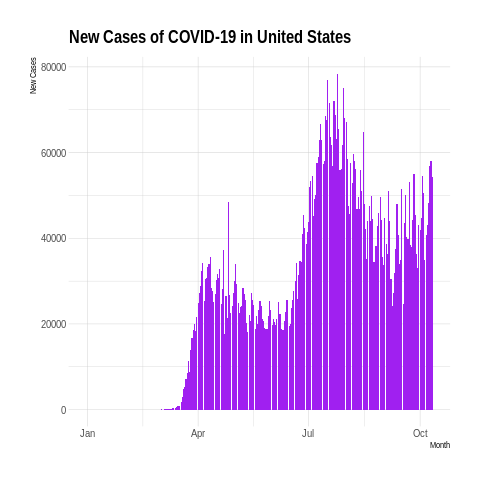 New Cases of COVID-19 in United States
New Cases
80000
60000
40000
20000
0
Jan Apr Jul Oct
Month